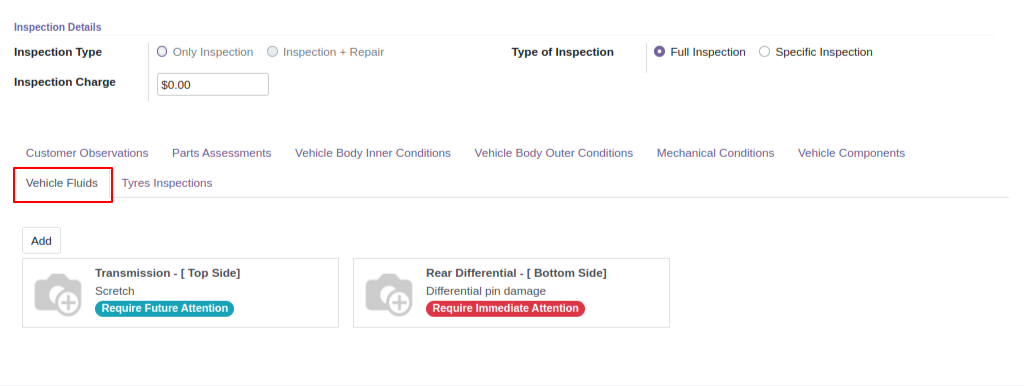 Inspection Details
Inspection Type Only Inspection Inspection + Repair Type of Inspection Full Inspection Specific Inspection
Inspection Charge $0.00
Customer Observations Parts Assessments Vehicle Body Inner Conditions Vehicle Body Outer Conditions Mechanical Conditions Vehicle Components
Vehicle Fluids Tyres Inspections
Add
Transmission - [ Top Side]
Scretch
Require Future Attention
Rear Differential - [ Bottom Side]
Differential pin damage
Require Immediate Attention